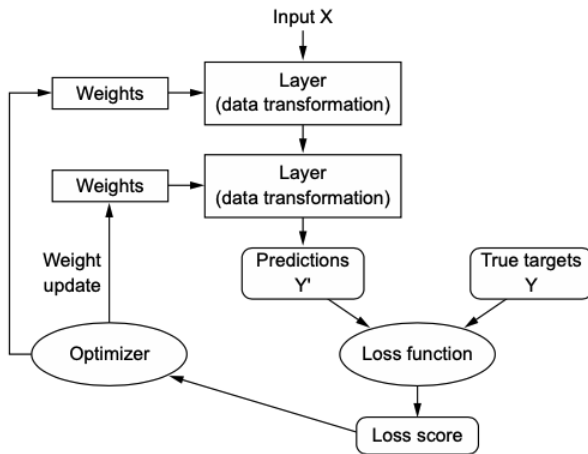 Input X
Layer
(data transformation)
Weights
Layer
(data transformation)
Weights
Weight
update
Predictions
Y'
True targets
Y
Optimizer
Loss function
Loss score